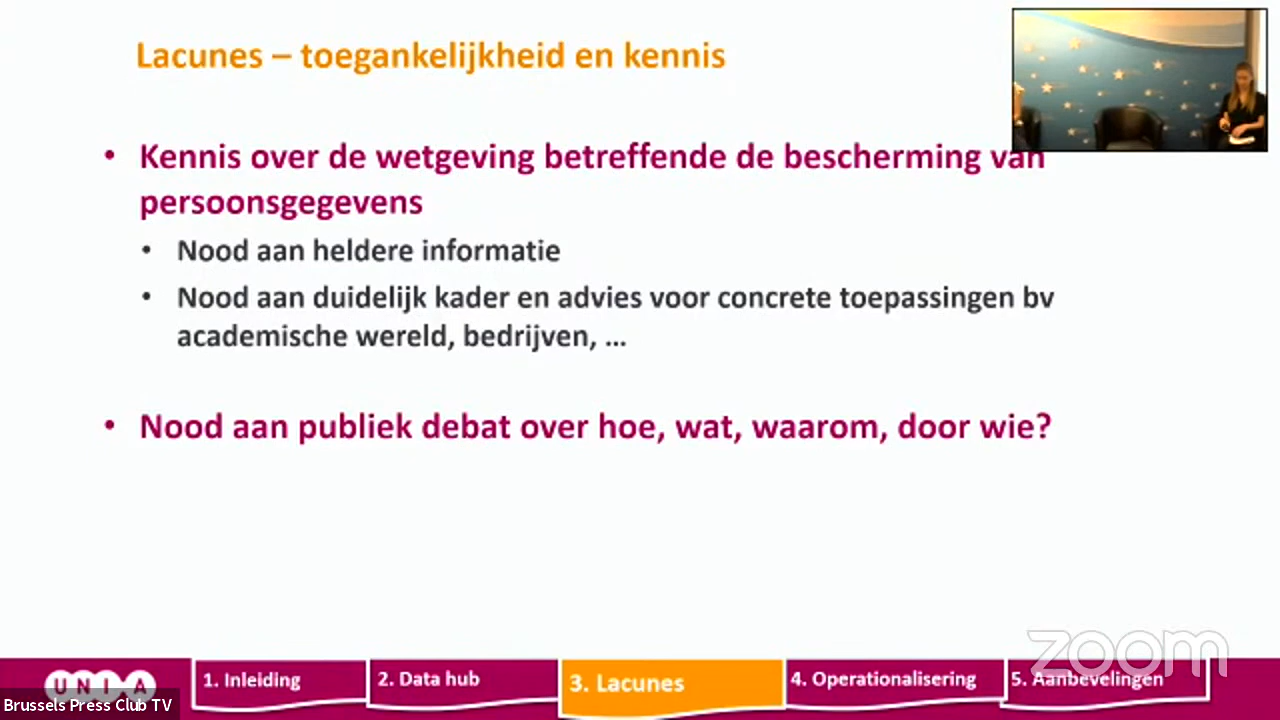 Lacunes – toegankelijkheid en kennis
• Kennis over de wetgeving betreffende de bescherming van
persoonsgegevens
• Nood aan heldere informatie
• Nood aan duidelijk kader en advies voor concrete toepassingen bv
academische wereld, bedrijven, ...
• Nood aan publiek debat over hoe, wat, waarom, door wie?
zoom
UNIA
1. Inleiding
2. Data hub
3. Lacunes
4. Operationalisering
5. Aanbevelingen
Brussels Press Club TV